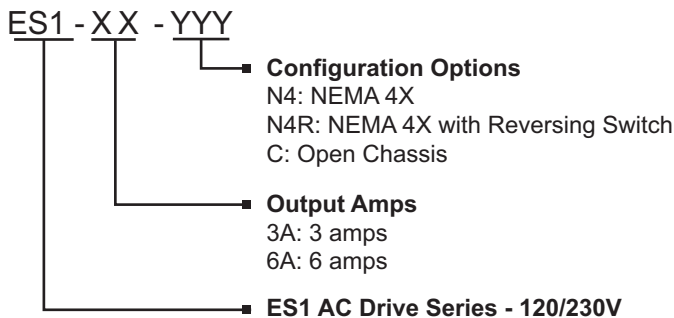 ES1 - XX - YYY
Configuration Options
N4: NEMA 4X
N4R: NEMA 4X with Reversing Switch
C: Open Chassis
Output Amps
3A: 3 amps
6A: 6 amps
ES1 AC Drive Series - 120/230V